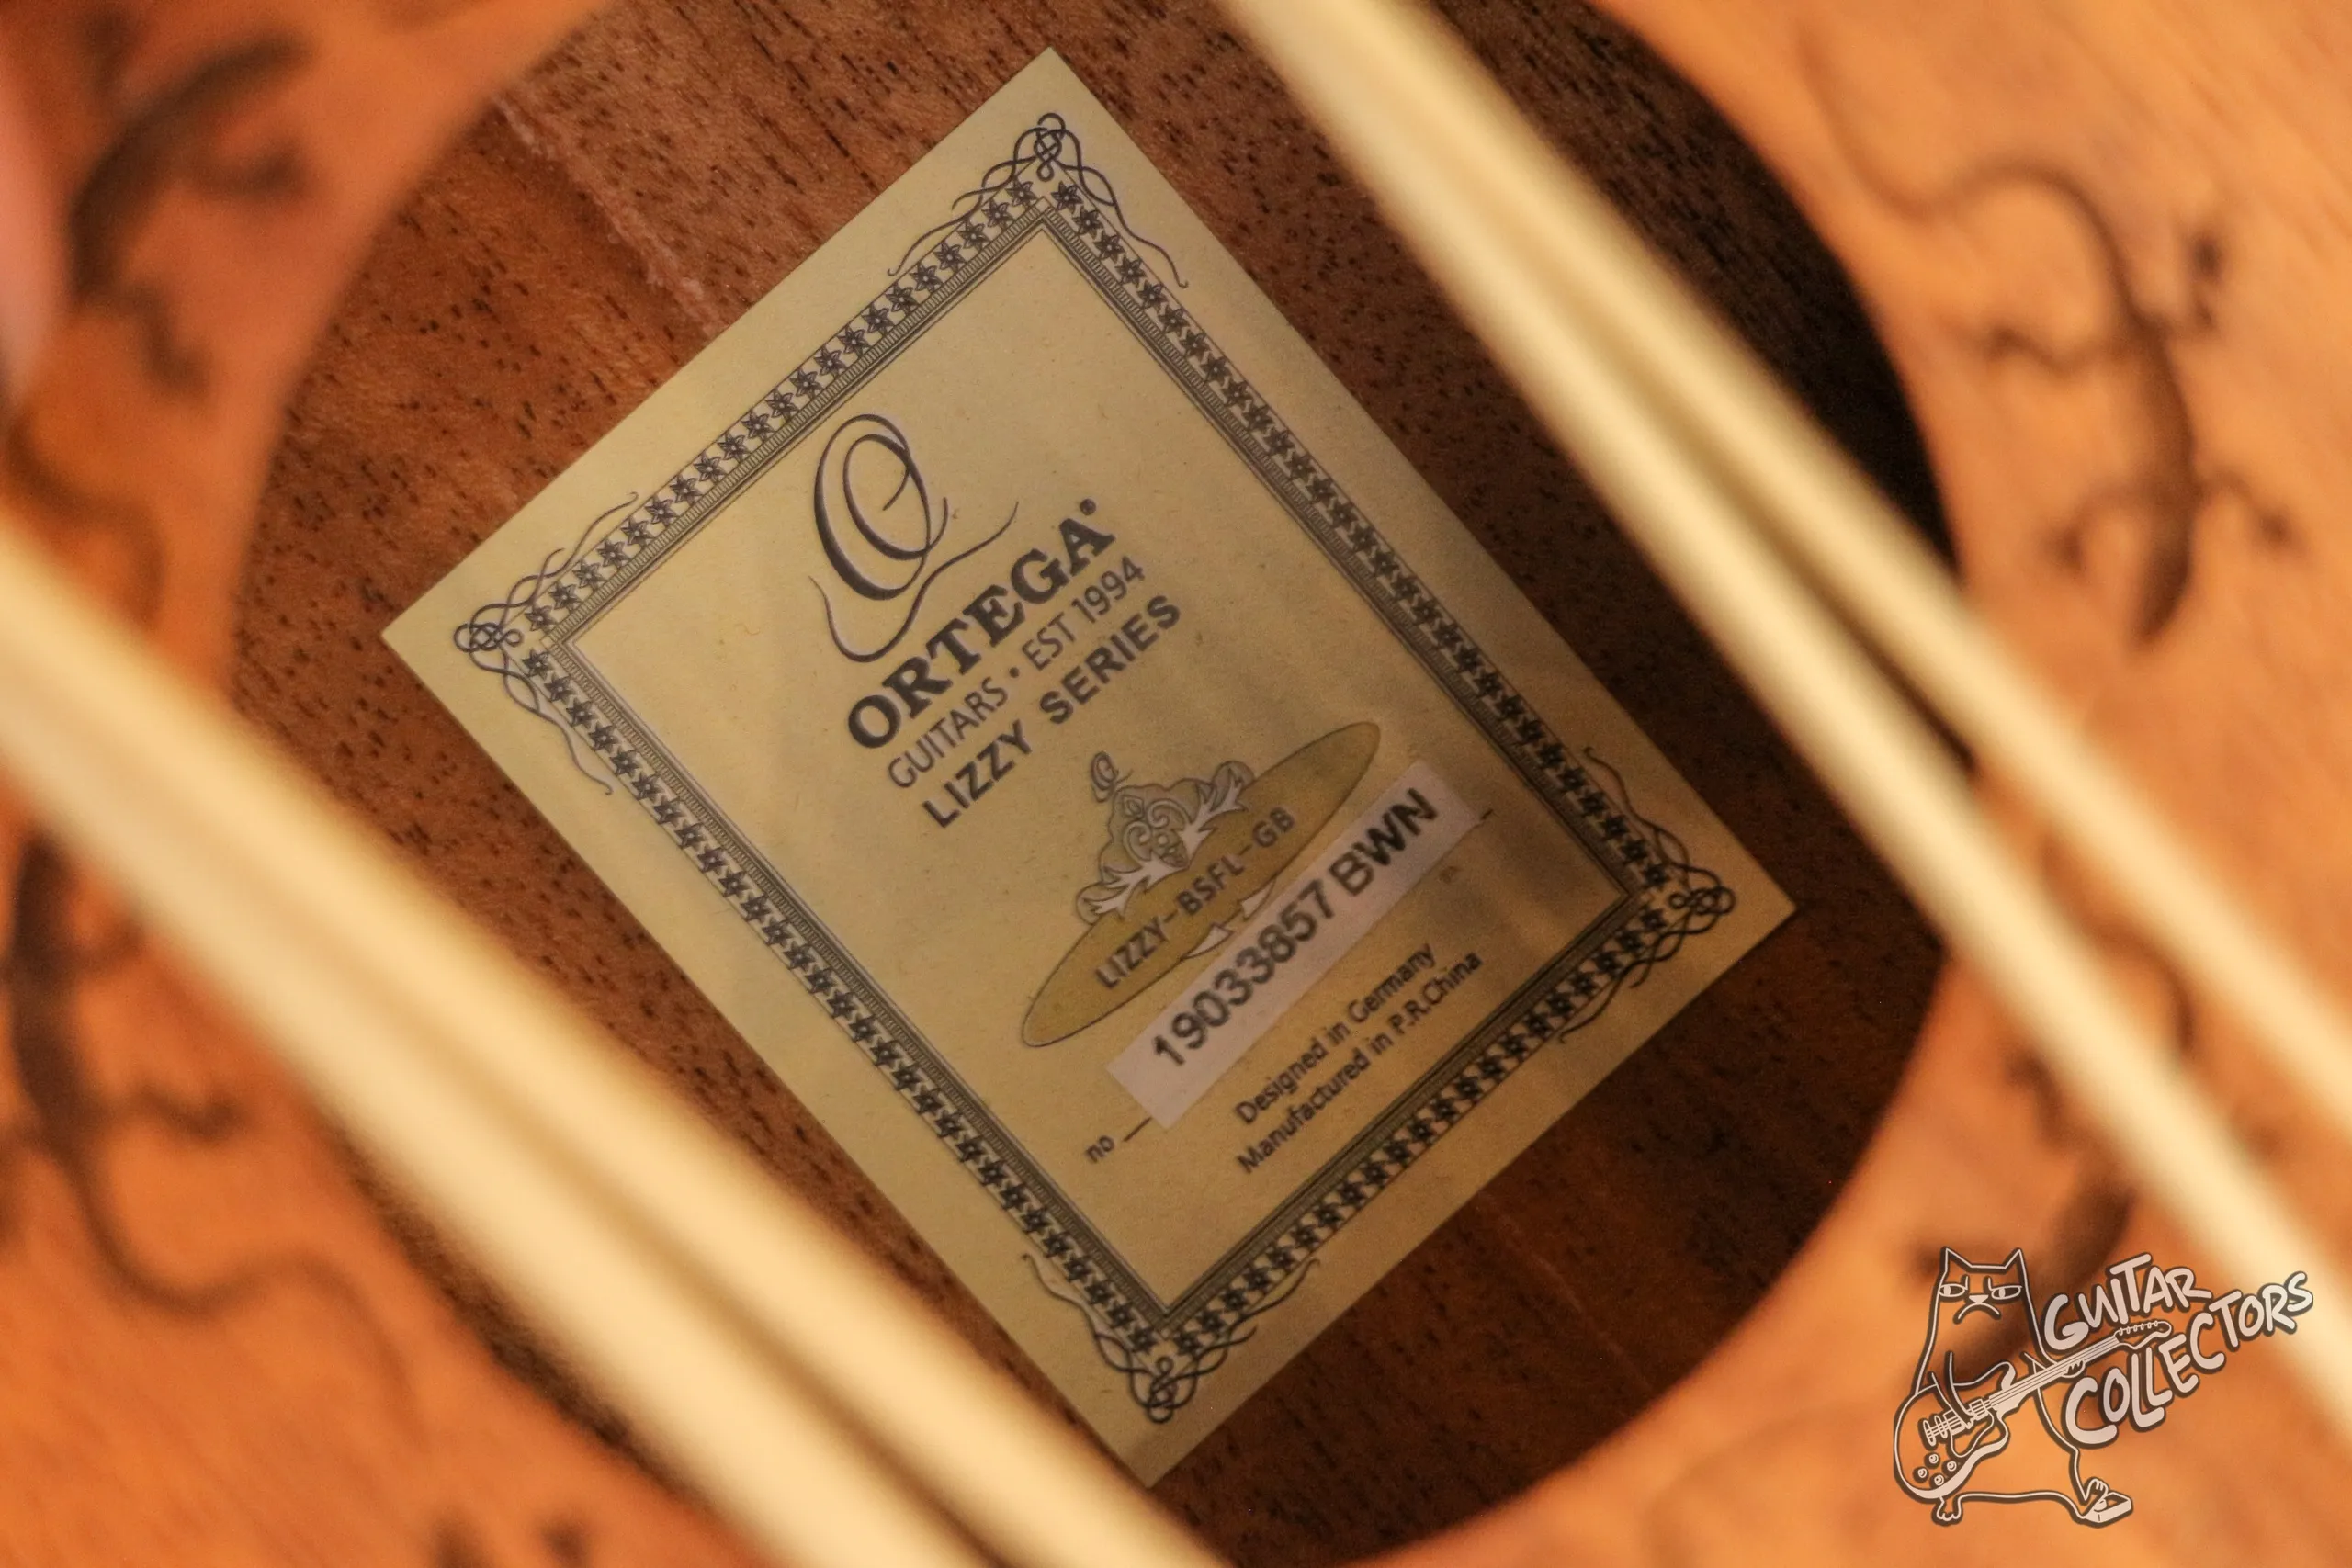 ORTEGA®
GUITARS • EST 1994
LIZZY SERIES
LIZZY-BSFL-GB
no 19033857 BWN
Designed in Germany
Manufactured in P.R.China
GUITAR
COLLECTORS